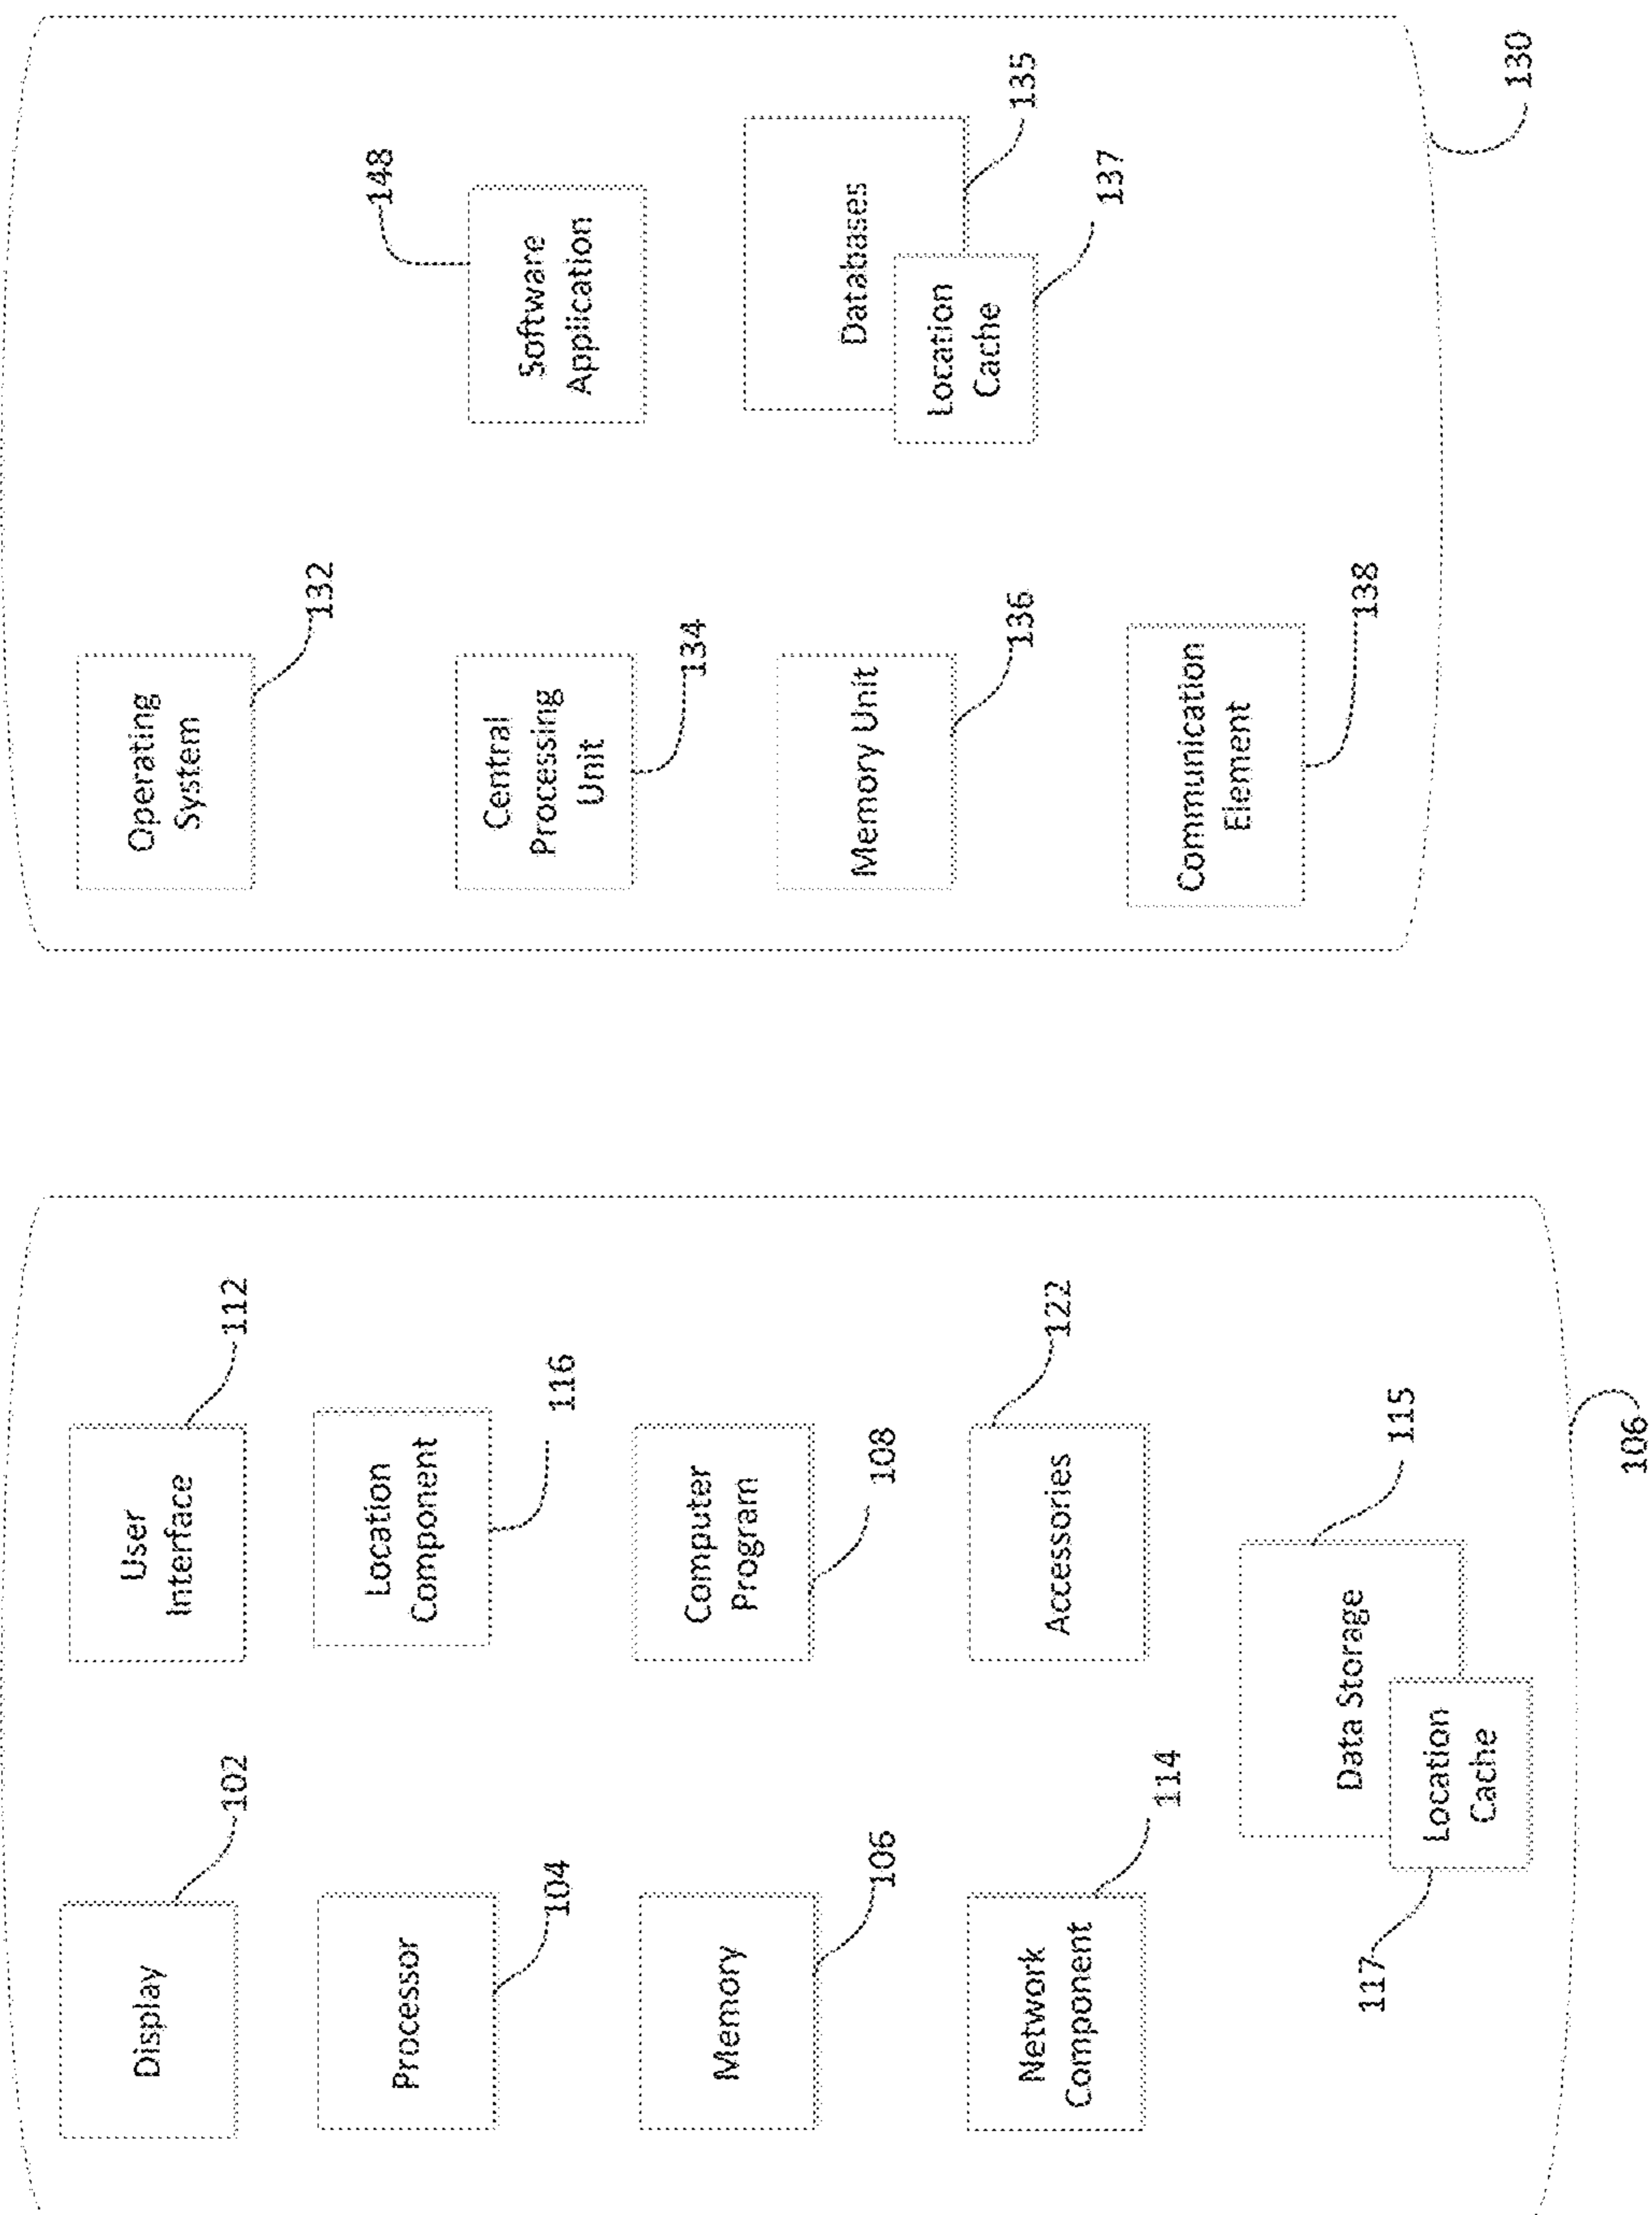 Display
102
User
Interface
112
Processor
104
Location
Component
116
Memory
106
Computer
Program
108
Network
Component
114
Accessories
122
Data Storage
115
Location
Cache
117
106
Operating
System
132
Central
Processing
Unit
134
Software
Application
148
Memory Unit
136
Databases
135
Location
Cache
137
Communication
Element
138
130